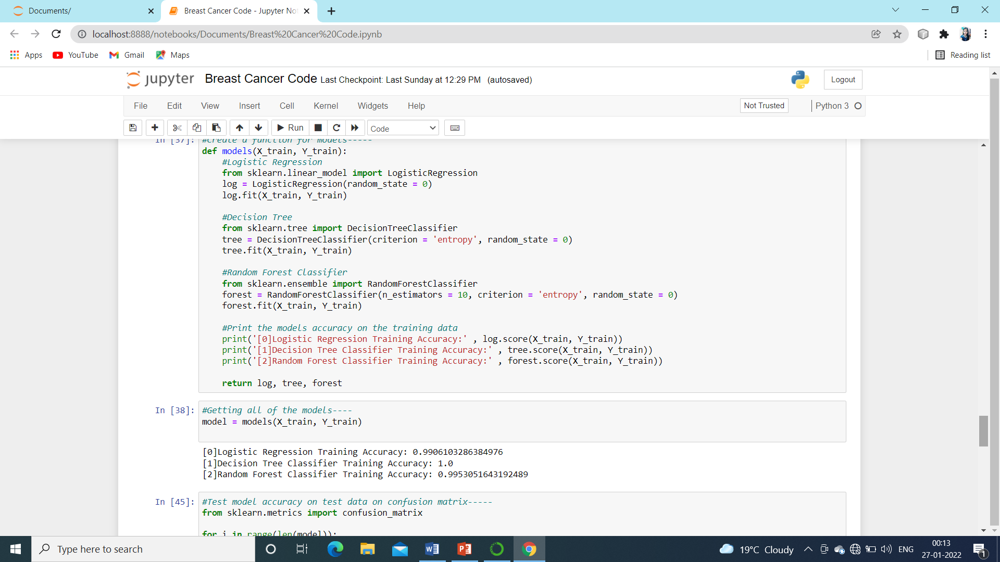 Documents/
Breast Cancer Code - Jupyter No
localhost:8888/notebooks/Documents/Breast%20Cancer%20Code.ipynb
Apps YouTube Gmail Maps Reading list
jupyter Breast Cancer Code Last Checkpoint: Last Sunday at 12:29 PM (autosaved) Logout
File Edit View Insert Cell Kernel Widgets Help Not Trusted Python 3
Run Code
In [37]: #Create a function for models-----
def models(X_train, Y_train):
#Logistic Regression
from sklearn.linear_model import LogisticRegression
log = LogisticRegression(random_state = 0)
log.fit(X_train, Y_train)
#Decision Tree
from sklearn.tree import DecisionTreeClassifier
tree = DecisionTreeClassifier(criterion = 'entropy', random_state = 0)
tree.fit(X_train, Y_train)
#Random Forest Classifier
from sklearn.ensemble import RandomForestClassifier
forest = RandomForestClassifier(n_estimators = 10, criterion = 'entropy', random_state = 0)
forest.fit(X_train, Y_train)
#Print the models accuracy on the training data
print('[0]Logistic Regression Training Accuracy:' , log.score(X_train, Y_train))
print('[1]Decision Tree Classifier Training Accuracy:' , tree.score(X_train, Y_train))
print('[2]Random Forest Classifier Training Accuracy:' , forest.score(X_train, Y_train))
return log, tree, forest
In [38]: #Getting all of the models----
model = models(X_train, Y_train)
[0]Logistic Regression Training Accuracy: 0.9906103286384976
[1]Decision Tree Classifier Training Accuracy: 1.0
[2]Random Forest Classifier Training Accuracy: 0.9953051643192489
In [45]: #Test model accuracy on test data on confusion matrix-----
from sklearn.metrics import confusion_matrix
for i in range(len(model)):
Type here to search
19°C Cloudy ENG
00:13
27-01-2022
1